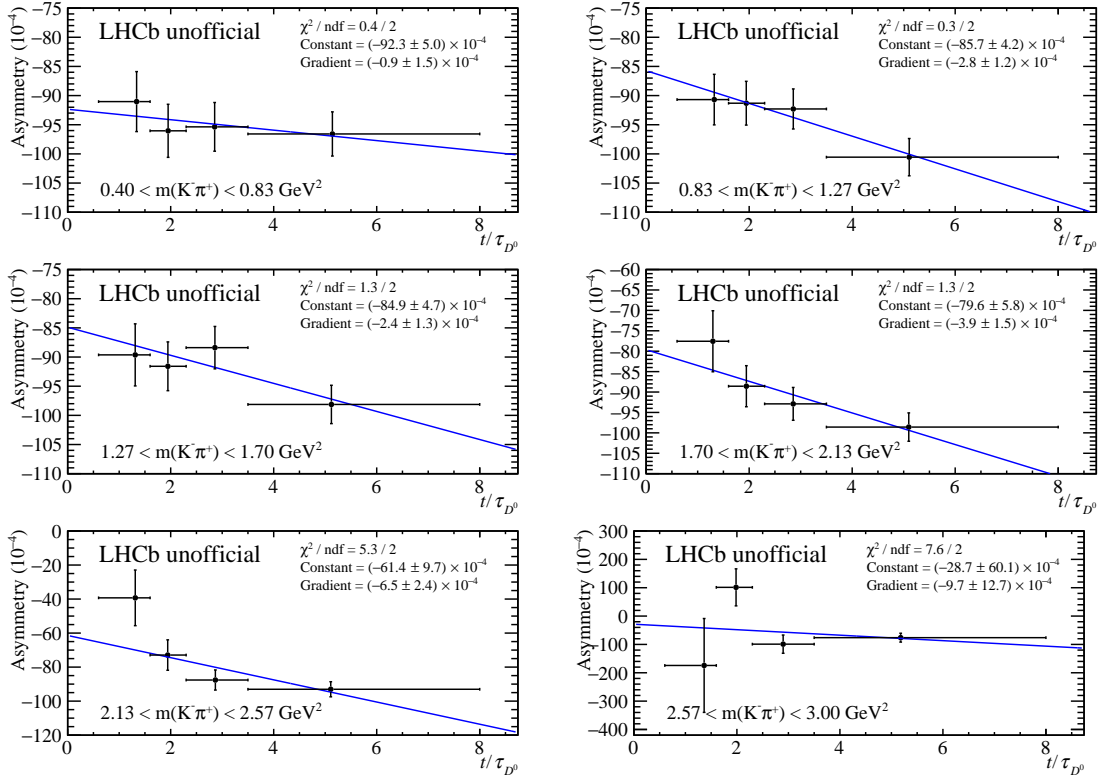 LHCb unofficial
χ² / ndf = 0.4 / 2
Constant = (−92.3 ± 5.0) × 10⁻⁴
Gradient = (−0.9 ± 1.5) × 10⁻⁴
Asymmetry (10⁻⁴)
−75
−80
−85
−90
−95
−100
−105
−110
0.40 < m(K⁻π⁺) < 0.83 GeV²
0 2 4 6 8
t/τ_D⁰
LHCb unofficial
χ² / ndf = 0.3 / 2
Constant = (−85.7 ± 4.2) × 10⁻⁴
Gradient = (−2.8 ± 1.2) × 10⁻⁴
Asymmetry (10⁻⁴)
−75
−80
−85
−90
−95
−100
−105
−110
0.83 < m(K⁻π⁺) < 1.27 GeV²
0 2 4 6 8
t/τ_D⁰
LHCb unofficial
χ² / ndf = 1.3 / 2
Constant = (−84.9 ± 4.7) × 10⁻⁴
Gradient = (−2.4 ± 1.3) × 10⁻⁴
Asymmetry (10⁻⁴)
−75
−80
−85
−90
−95
−100
−105
−110
1.27 < m(K⁻π⁺) < 1.70 GeV²
0 2 4 6 8
t/τ_D⁰
LHCb unofficial
χ² / ndf = 1.3 / 2
Constant = (−79.6 ± 5.8) × 10⁻⁴
Gradient = (−3.9 ± 1.5) × 10⁻⁴
Asymmetry (10⁻⁴)
−60
−65
−70
−75
−80
−85
−90
−95
−100
−105
−110
1.70 < m(K⁻π⁺) < 2.13 GeV²
0 2 4 6 8
t/τ_D⁰
LHCb unofficial
χ² / ndf = 5.3 / 2
Constant = (−61.4 ± 9.7) × 10⁻⁴
Gradient = (−6.5 ± 2.4) × 10⁻⁴
Asymmetry (10⁻⁴)
0
−20
−40
−60
−80
−100
−120
2.13 < m(K⁻π⁺) < 2.57 GeV²
0 2 4 6 8
t/τ_D⁰
LHCb unofficial
χ² / ndf = 7.6 / 2
Constant = (−28.7 ± 60.1) × 10⁻⁴
Gradient = (−9.7 ± 12.7) × 10⁻⁴
Asymmetry (10⁻⁴)
300
200
100
0
−100
−200
−300
−400
2.57 < m(K⁻π⁺) < 3.00 GeV²
0 2 4 6 8
t/τ_D⁰